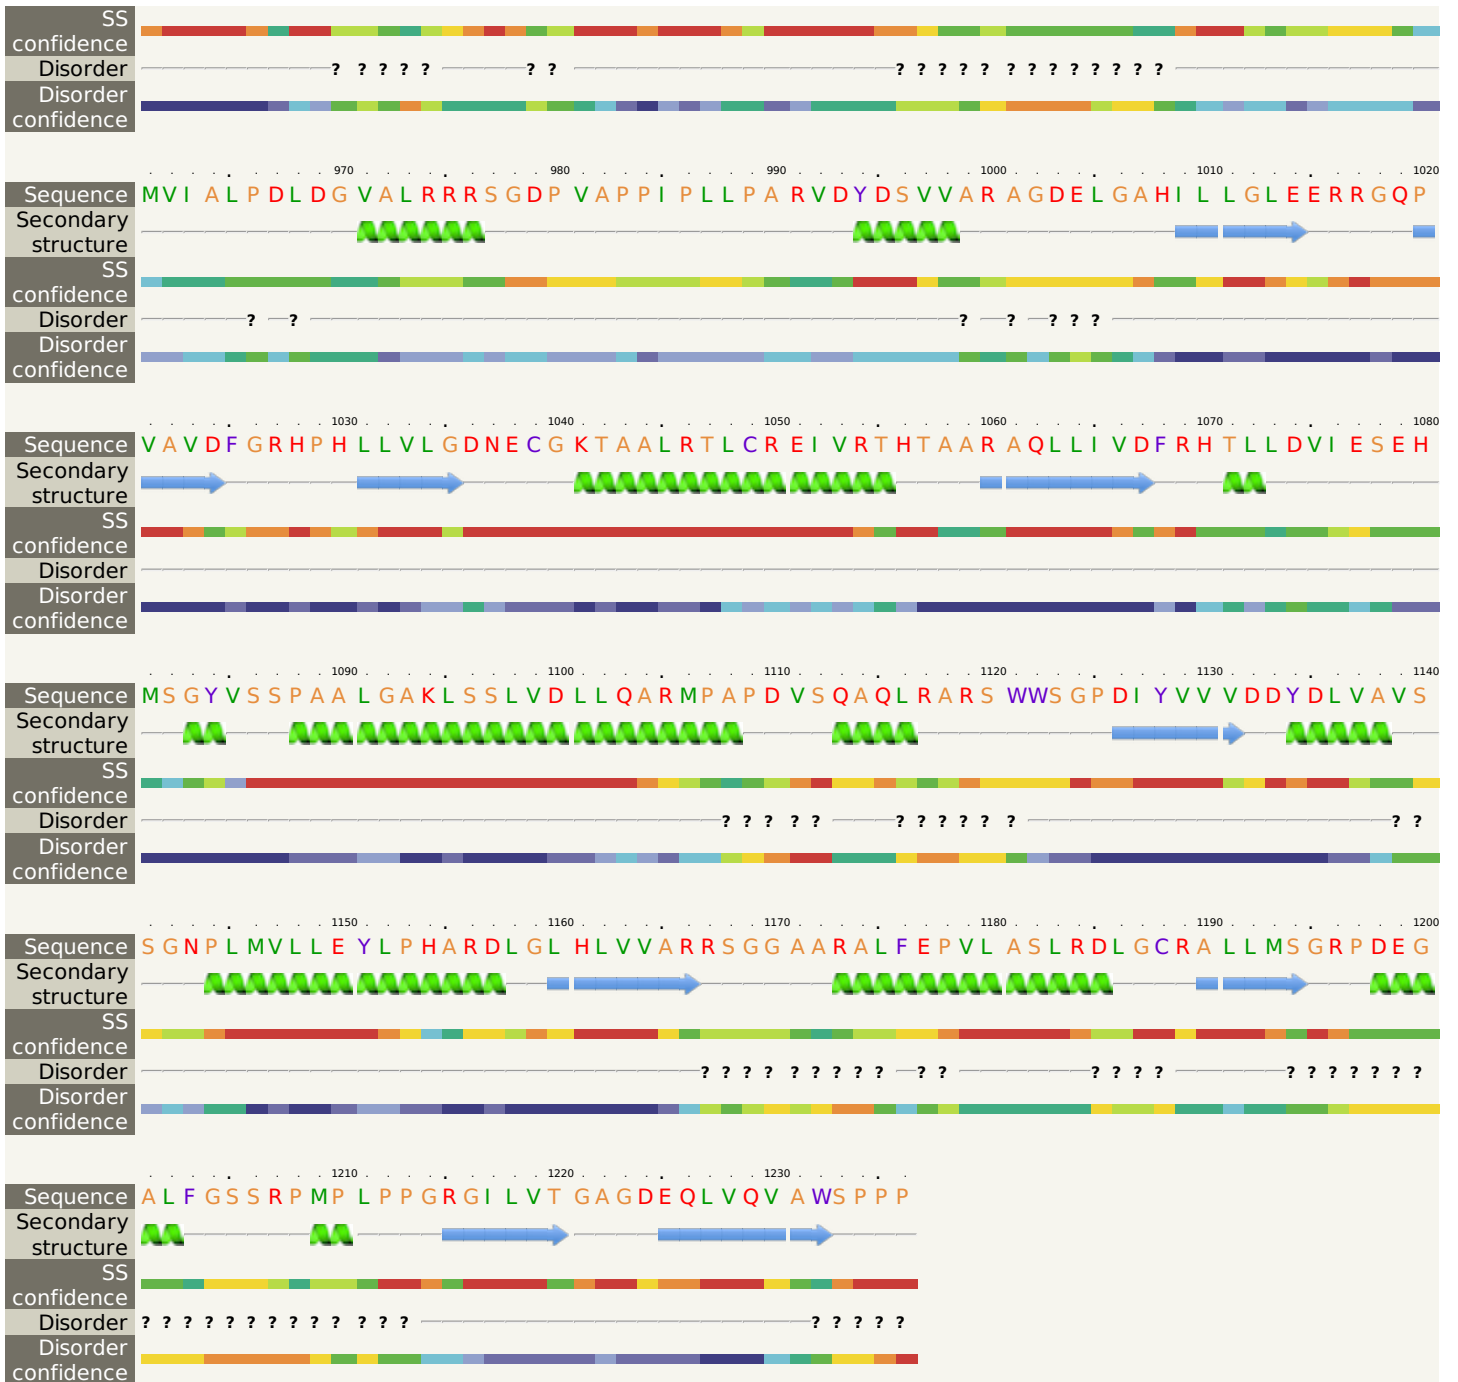 SS
confidence
Disorder ? ? ? ? ? ? ? ? ? ? ? ? ? ? ? ? ? ? ? ?
Disorder
confidence
970 980 990 1000 1010 1020
Sequence MVIALPDLDGVALRRRSGDPVAPPIPLLPARVDYDSVVARAGDELGAHILLGLEERRGQP
Secondary
structure
SS
confidence
Disorder ? ? ? ? ? ? ?
Disorder
confidence
1030 1040 1050 1060 1070 1080
Sequence VAVDFGRHPHLLVLGDNECGKTAALRTLCREIVRTHTAARAQLLIVDFRHTLLDVIESEH
Secondary
structure
SS
confidence
Disorder
Disorder
confidence
1090 1100 1110 1120 1130 1140
Sequence MSGYVSSPAALGAKLSSLVDLLQARMPAPDVSQAQLRARSWWSGPDIYVVVDDYDLVAVS
Secondary
structure
SS
confidence
Disorder ? ? ? ? ? ? ? ? ? ? ? ? ?
Disorder
confidence
1150 1160 1170 1180 1190 1200
Sequence SGNPLMVLLEYLPHARDLGLHLVVARRSGGAARALFEPVLASLRDLGCRALLMSGRPDEG
Secondary
structure
SS
confidence
Disorder ? ? ? ? ? ? ? ? ? ? ? ? ? ? ? ? ? ? ? ? ? ?
Disorder
confidence
1210 1220 1230
Sequence ALFGSSRPMPLPPGRGILVTGAGDEQLVQVAWSPPP
Secondary
structure
SS
confidence
Disorder ? ? ? ? ? ? ? ? ? ? ? ? ? ? ? ? ? ?
Disorder
confidence